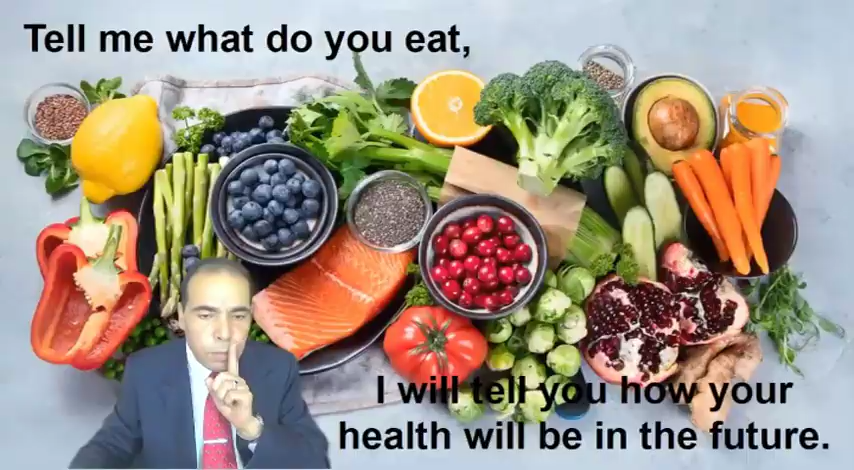 Tell me what do you eat,
I will tell you how your
health will be in the future.